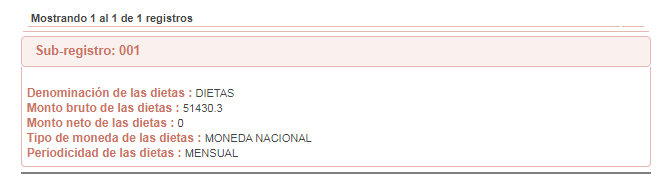 Mostrando 1 al 1 de 1 registros
Sub-registro: 001
Denominación de las dietas : DIETAS
Monto bruto de las dietas : 51430.3
Monto neto de las dietas : 0
Tipo de moneda de las dietas : MONEDA NACIONAL
Periodicidad de las dietas : MENSUAL